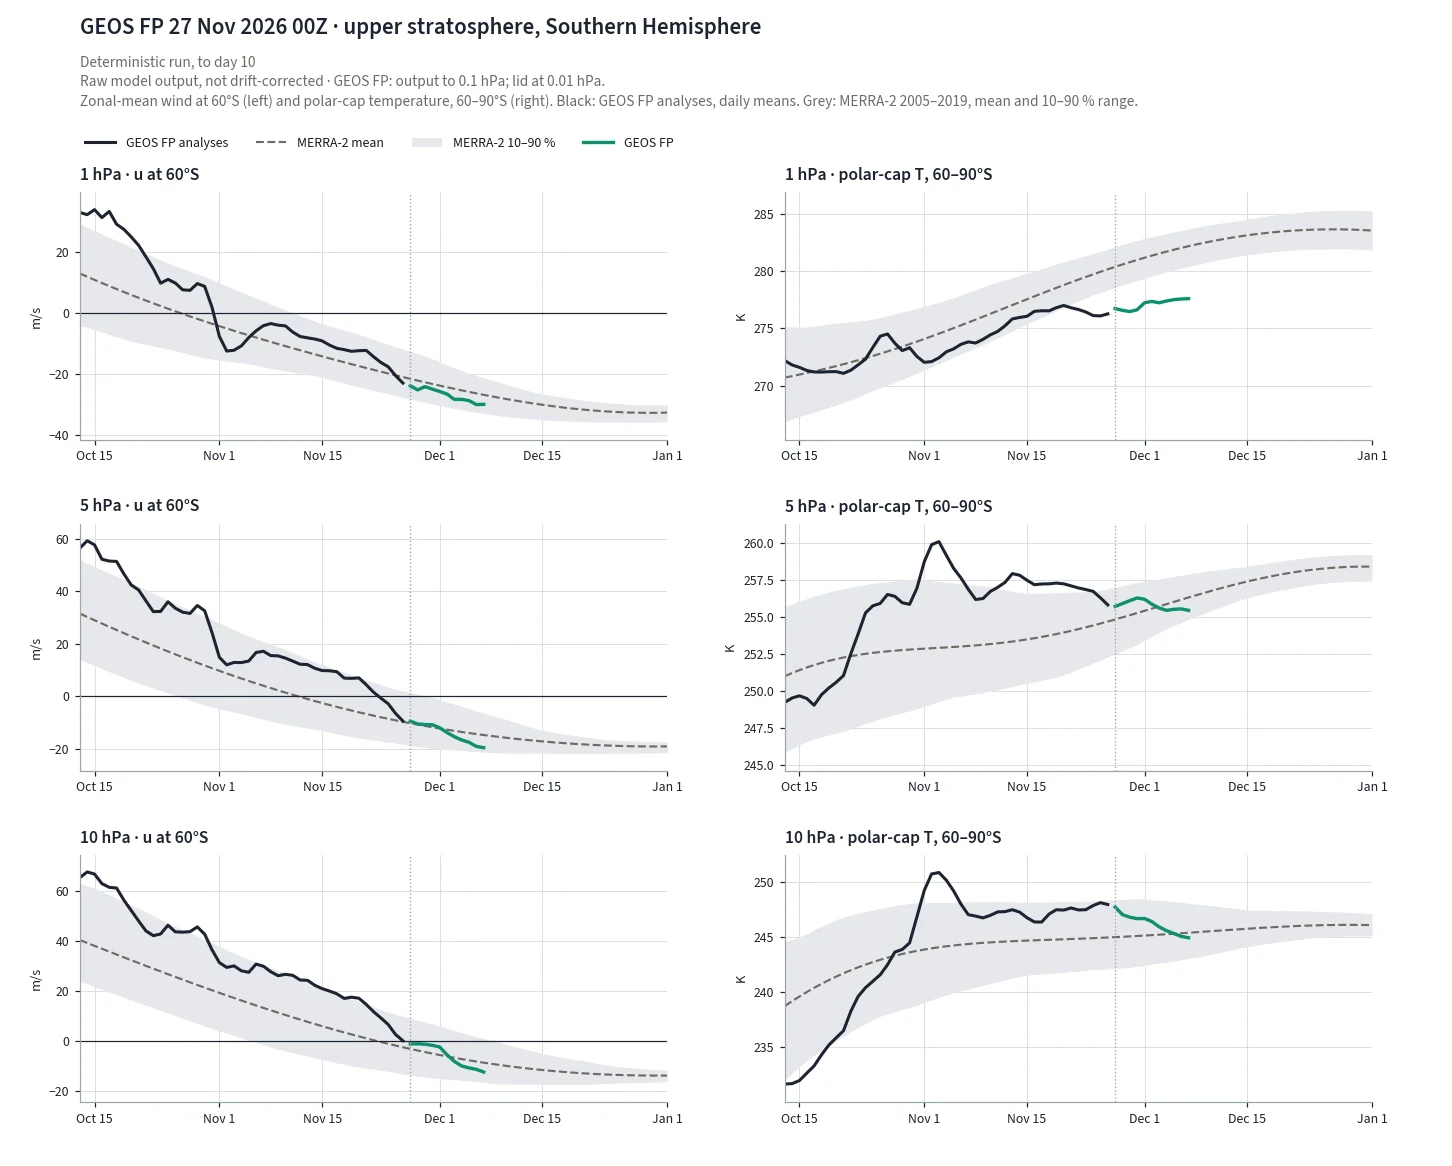 GEOS FP 27 Nov 2026 00Z · upper stratosphere, Southern Hemisphere
Deterministic run, to day 10
Raw model output, not drift-corrected · GEOS FP: output to 0.1 hPa; lid at 0.01 hPa.
Zonal-mean wind at 60°S (left) and polar-cap temperature, 60–90°S (right). Black: GEOS FP analyses, daily means. Grey: MERRA-2 2005–2019, mean and 10–90 % range.
GEOS FP analyses MERRA-2 mean MERRA-2 10–90 % GEOS FP
1 hPa · u at 60°S
m/s
20
0
−20
−40
Oct 15 Nov 1 Nov 15 Dec 1 Dec 15 Jan 1
1 hPa · polar-cap T, 60–90°S
K
285
280
275
270
Oct 15 Nov 1 Nov 15 Dec 1 Dec 15 Jan 1
5 hPa · u at 60°S
m/s
60
40
20
0
−20
Oct 15 Nov 1 Nov 15 Dec 1 Dec 15 Jan 1
5 hPa · polar-cap T, 60–90°S
K
260.0
257.5
255.0
252.5
250.0
247.5
245.0
Oct 15 Nov 1 Nov 15 Dec 1 Dec 15 Jan 1
10 hPa · u at 60°S
m/s
60
40
20
0
−20
Oct 15 Nov 1 Nov 15 Dec 1 Dec 15 Jan 1
10 hPa · polar-cap T, 60–90°S
K
250
245
240
235
Oct 15 Nov 1 Nov 15 Dec 1 Dec 15 Jan 1